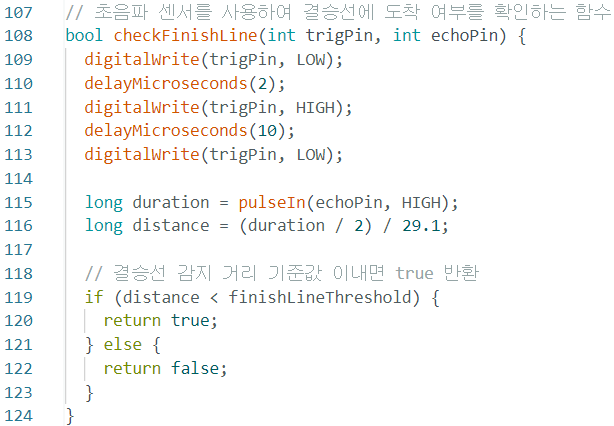 107 // 초음파 센서를 사용하여 결승선에 도착 여부를 확인하는 함수
108 bool checkFinishLine(int trigPin, int echoPin) {
109 digitalWrite(trigPin, LOW);
110 delayMicroseconds(2);
111 digitalWrite(trigPin, HIGH);
112 delayMicroseconds(10);
113 digitalWrite(trigPin, LOW);
114
115 long duration = pulseIn(echoPin, HIGH);
116 long distance = (duration / 2) / 29.1;
117
118 // 결승선 감지 거리 기준값 이내면 true 반환
119 if (distance < finishLineThreshold) {
120 return true;
121 } else {
122 return false;
123 }
124 }